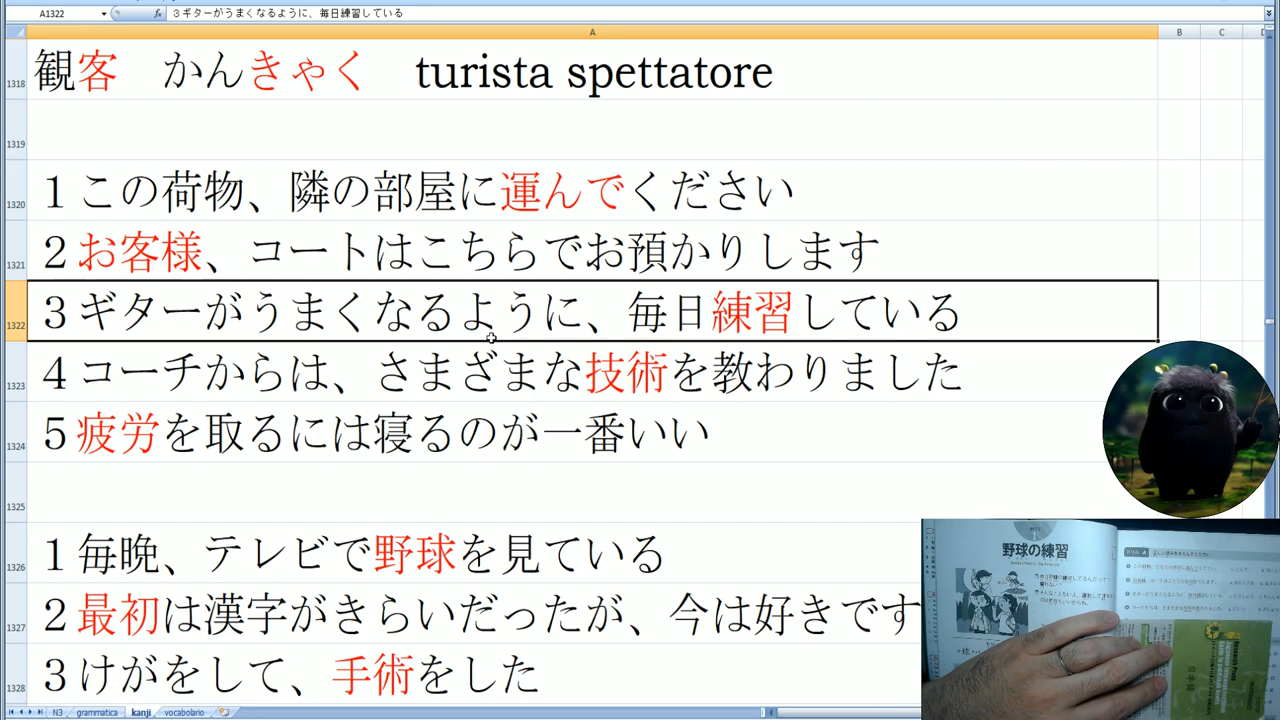 A1322
３ギターがうまくなるように、毎日練習している
A B C D
1318 観客　かんきゃく　turista spettatore
1319
1320 １この荷物、隣の部屋に運んでください
1321 ２お客様、コートはこちらでお預かりします
1322 ３ギターがうまくなるように、毎日練習している
1323 ４コーチからは、さまざまな技術を教わりました
1324 ５疲労を取るには寝るのが一番いい
1325
1326 １毎晩、テレビで野球を見ている
1327 ２最初は漢字がきらいだったが、今は好きです
1328 ３けがをして、手術をした
野球の練習
N3 grammatica kanji vocabolario